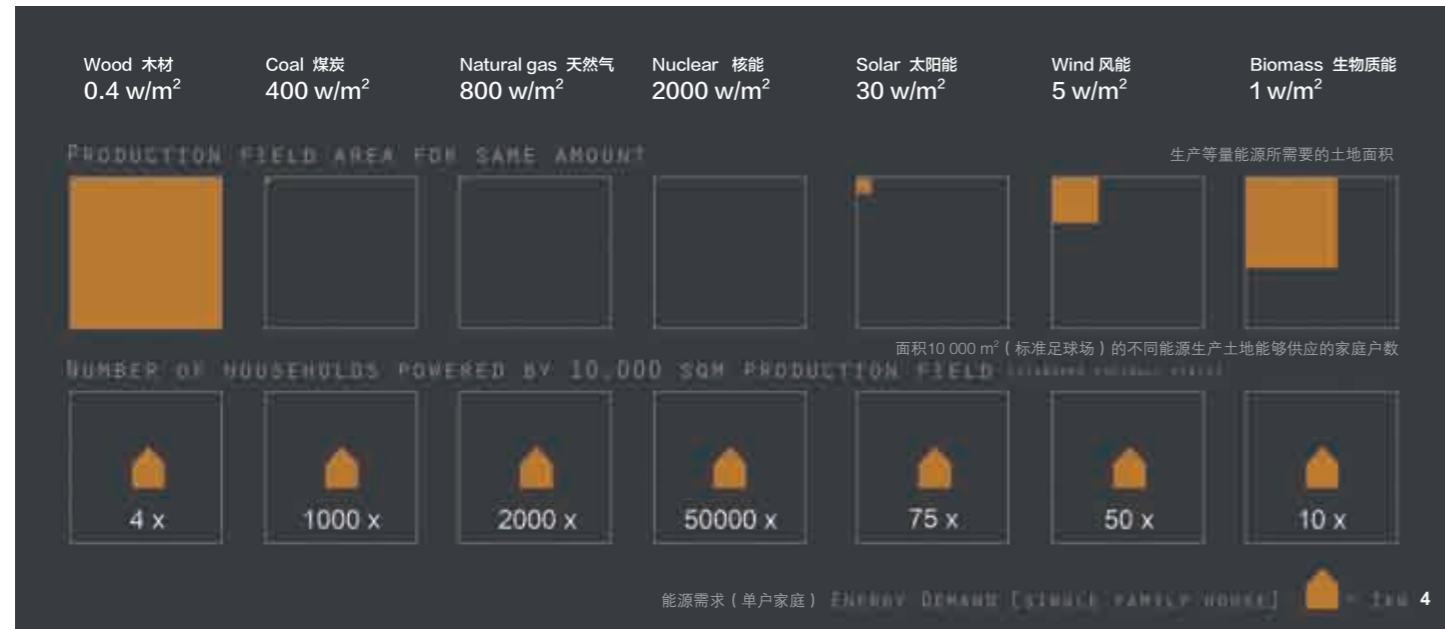 Wood 木材
0.4 w/m²
Coal 煤炭
400 w/m²
Natural gas 天然气
800 w/m²
Nuclear 核能
2000 w/m²
Solar 太阳能
30 w/m²
Wind 风能
5 w/m²
Biomass 生物质能
1 w/m²
PRODUCTION FIELD AREA FOR SAME AMOUNT
生产等量能源所需要的土地面积
面积10 000 m²（标准足球场）的不同能源生产土地能够供应的家庭户数
NUMBER OF HOUSEHOLDS POWERED BY 10,000 SQM PRODUCTION FIELD
4 x
1000 x
2000 x
50000 x
75 x
50 x
10 x
能源需求（单户家庭） ENERGY DEMAND [SINGLE FAMILY HOUSE]
4